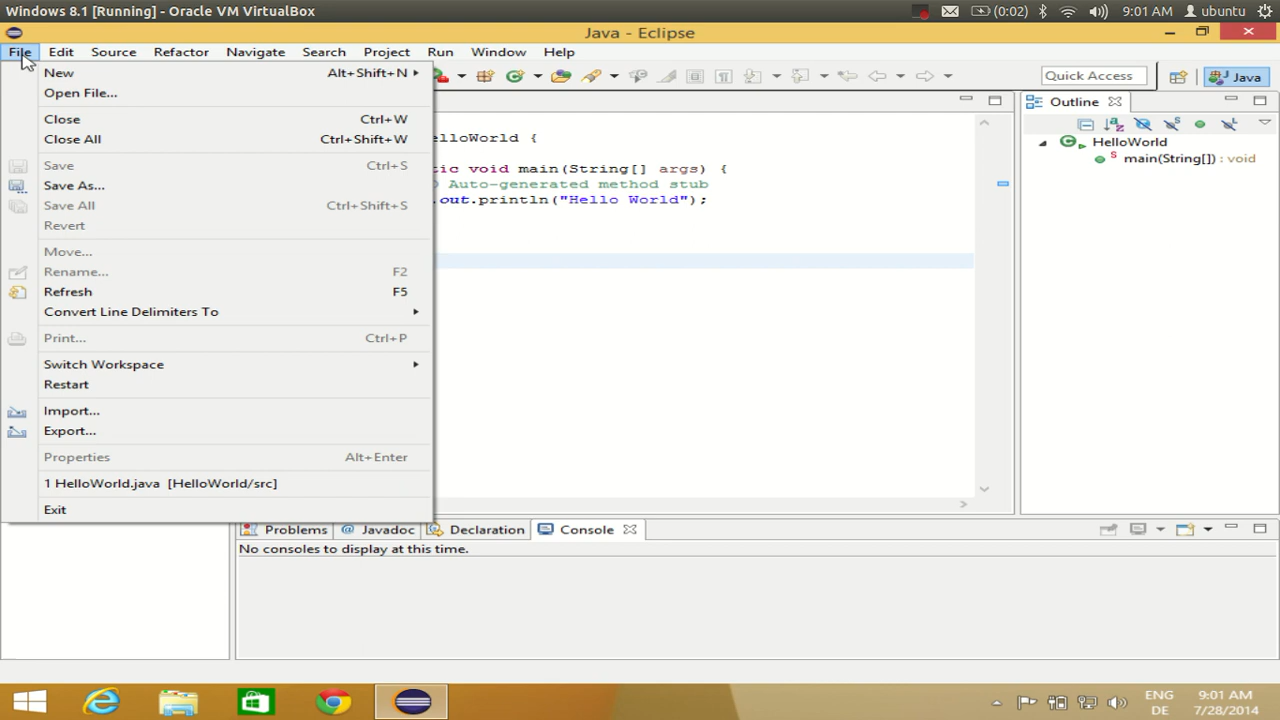 Windows 8.1 [Running] - Oracle VM VirtualBox
(0:02) 9:01 AM ubuntu
Java - Eclipse
File Edit Source Refactor Navigate Search Project Run Window Help
New Alt+Shift+N
Open File...
Close Ctrl+W
Close All Ctrl+Shift+W
Save Ctrl+S
Save As...
Save All Ctrl+Shift+S
Revert
Move...
Rename... F2
Refresh F5
Convert Line Delimiters To
Print... Ctrl+P
Switch Workspace
Restart
Import...
Export...
Properties Alt+Enter
1 HelloWorld.java [HelloWorld/src]
Exit
Quick Access
Java
elloWorld {
tic void main(String[] args) {
Auto-generated method stub
.out.println("Hello World");
Outline
HelloWorld
main(String[]) : void
Problems Javadoc Declaration Console
No consoles to display at this time.
ENG 9:01 AM
DE 7/28/2014